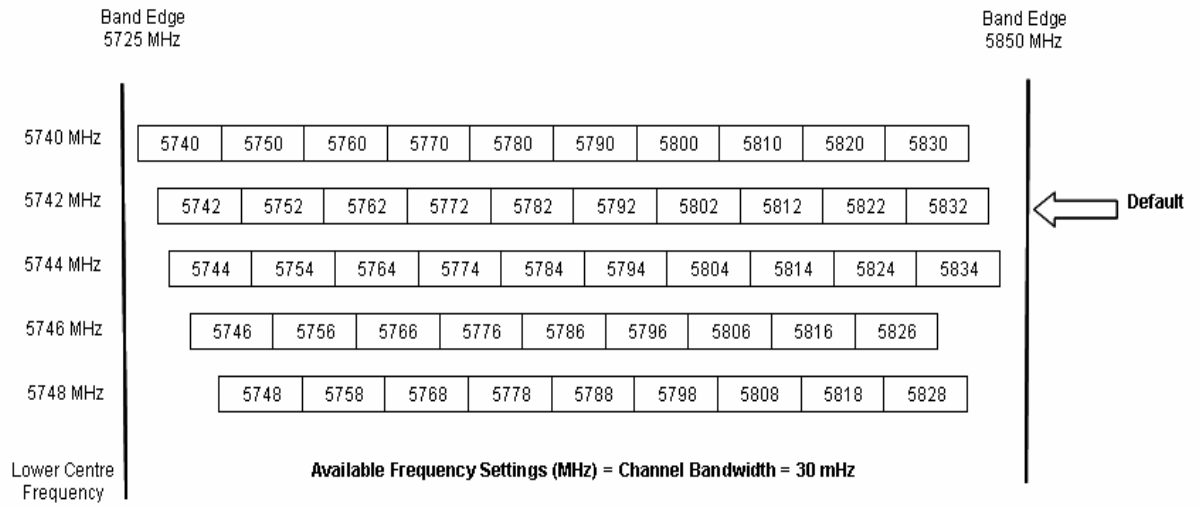 Band Edge
5725 MHz
Band Edge
5850 MHz
5740 MHz 5740 5750 5760 5770 5780 5790 5800 5810 5820 5830
5742 MHz 5742 5752 5762 5772 5782 5792 5802 5812 5822 5832 Default
5744 MHz 5744 5754 5764 5774 5784 5794 5804 5814 5824 5834
5746 MHz 5746 5756 5766 5776 5786 5796 5806 5816 5826
5748 MHz 5748 5758 5768 5778 5788 5798 5808 5818 5828
Lower Centre
Frequency
Available Frequency Settings (MHz) = Channel Bandwidth = 30 mHz